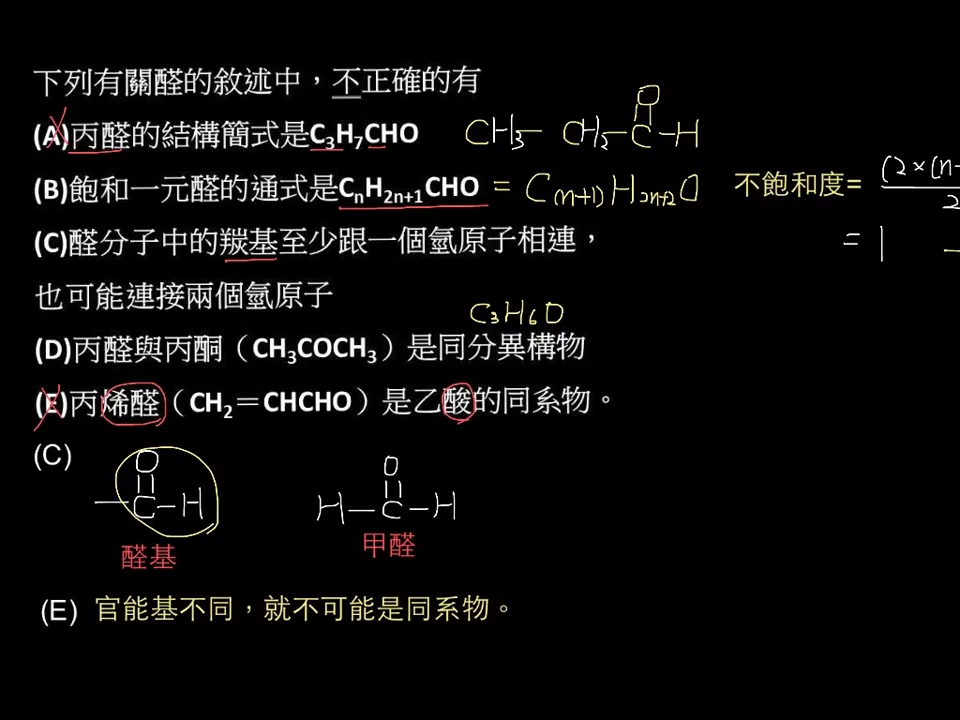 下列有關醛的敘述中，不正確的有
(A)丙醛的結構簡式是C₃H₇CHO CH₃—CH₂—C—H
O
(B)飽和一元醛的通式是CₙH₂ₙ₊₁CHO = C(n+1)H2n+2O 不飽和度= (2×(n-
2
= 1
(C)醛分子中的羰基至少跟一個氫原子相連，
也可能連接兩個氫原子
C₃H₆O
(D)丙醛與丙酮（CH₃COCH₃）是同分異構物
(E)丙烯醛（CH₂＝CHCHO）是乙酸的同系物。
(C)
O O
—C—H H—C—H
醛基 甲醛
(E) 官能基不同，就不可能是同系物。